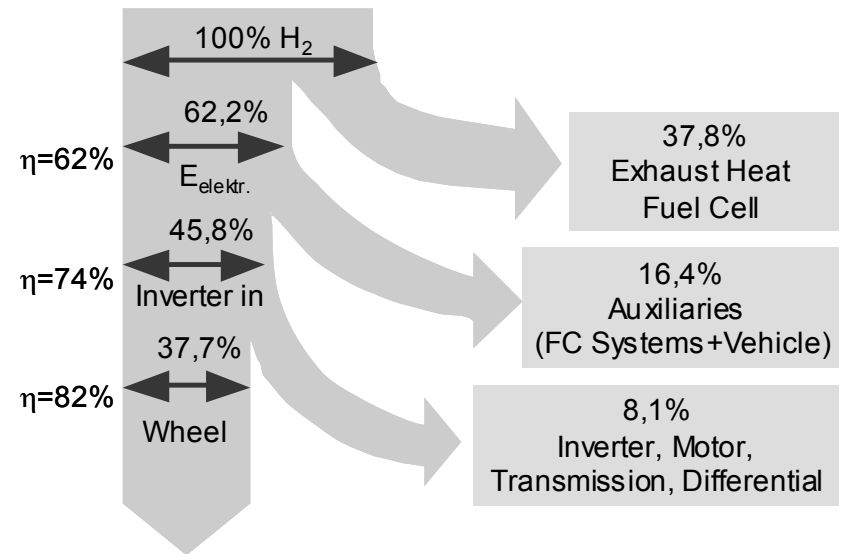 100% H₂
62,2%
η=62%
E_elektr.
37,8%
Exhaust Heat
Fuel Cell
45,8%
η=74%
Inverter in
16,4%
Auxiliaries
(FC Systems+Vehicle)
37,7%
η=82%
Wheel
8,1%
Inverter, Motor,
Transmission, Differential